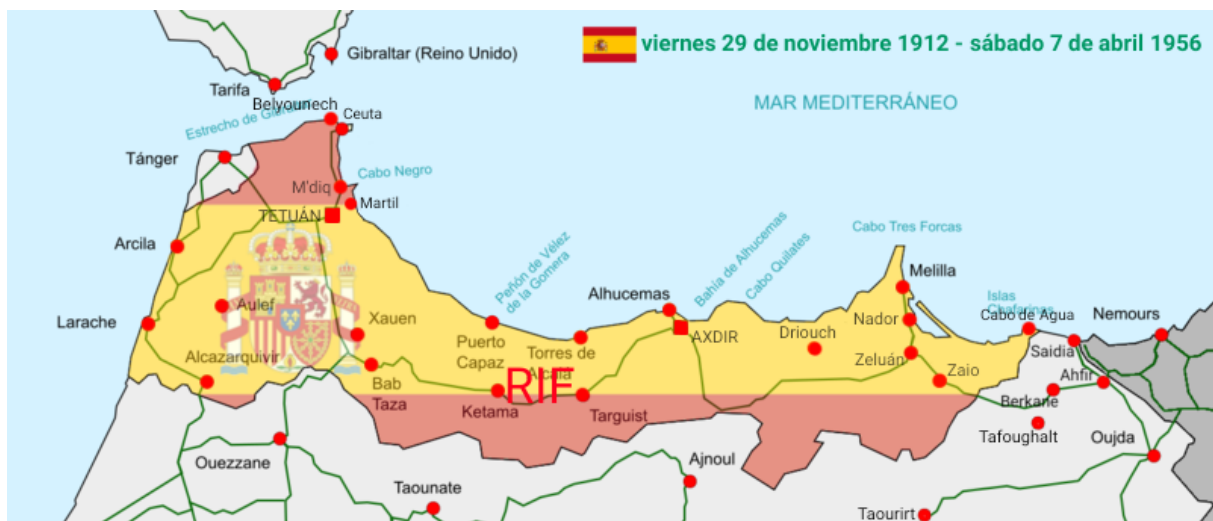 viernes 29 de noviembre 1912 - sábado 7 de abril 1956
Gibraltar (Reino Unido)
Tarifa
MAR MEDITERRÁNEO
Belyounech
Estrecho de Gibraltar
Ceuta
Tánger
Cabo Negro
M'diq
Martil
TETUÁN
Arcila
Peñón de Vélez
de la Gomera
Bahía de Alhucemas
Cabo Quilates
Cabo Tres Forcas
Melilla
Alhucemas
Aulef
Larache
Xauen
Puerto
Capaz
Torres de
Alcala
AXDIR
Driouch
Nador
Islas
Chafarinas
Cabo de Agua
Nemours
Saidia
Zeluán
Alcazarquivir
Bab
Taza
RIF
Ketama
Targuist
Zaio
Ahfir
Berkane
Tafoughalt
Oujda
Ouezzane
Ajnoul
Taounate
Taourirt